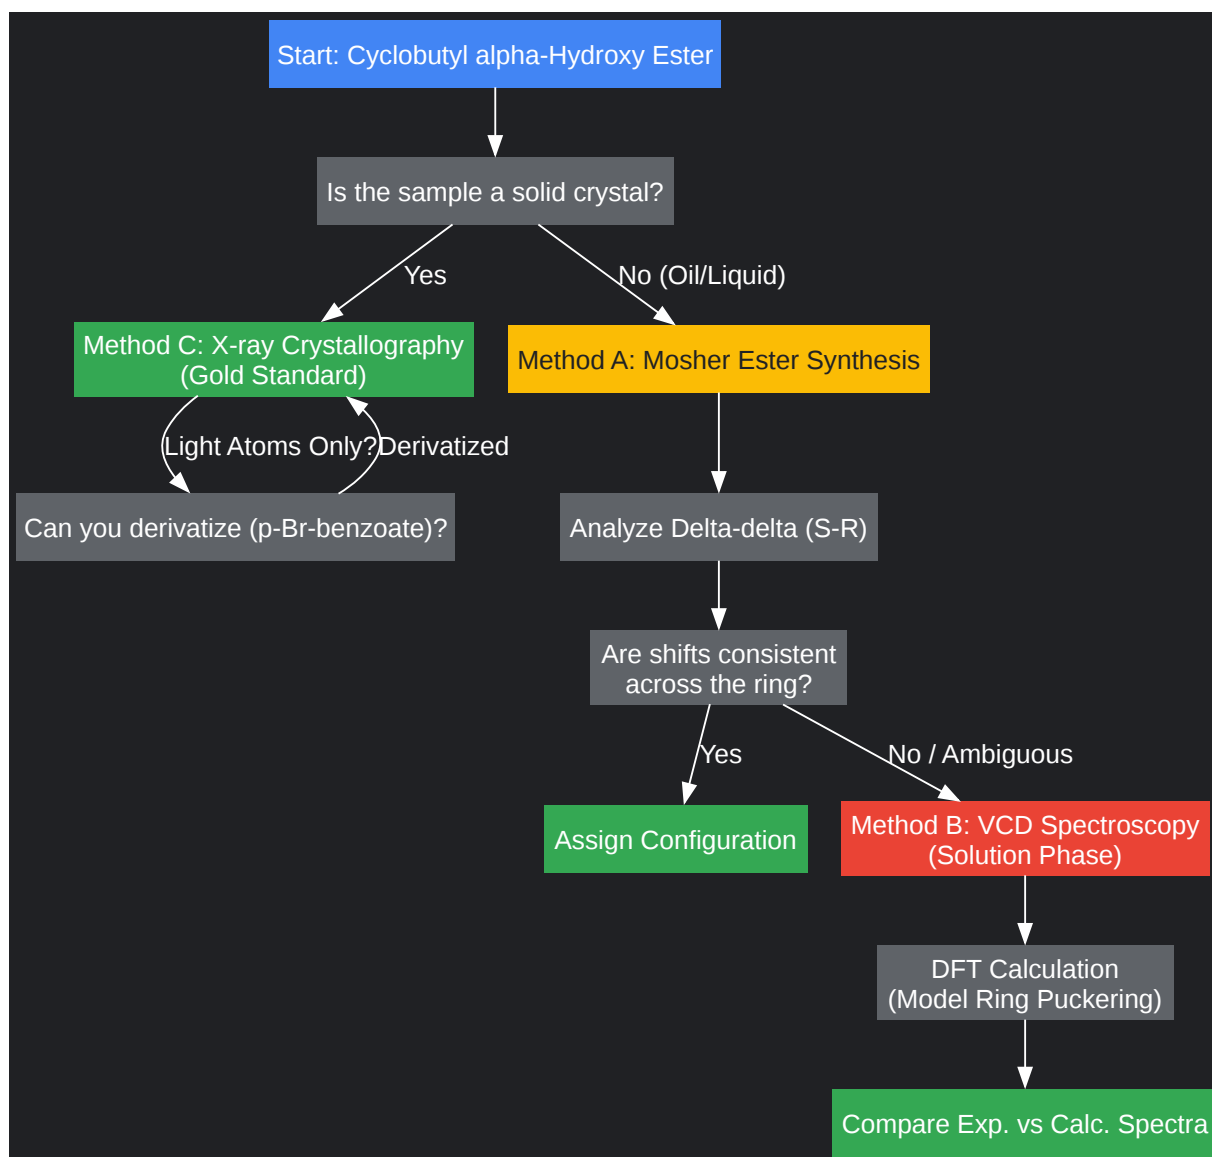 Start: Cyclobutyl alpha-Hydroxy Ester
Is the sample a solid crystal?
Yes
No (Oil/Liquid)
Method C: X-ray Crystallography
(Gold Standard)
Method A: Mosher Ester Synthesis
Light Atoms Only?
Derivatized
Can you derivatize (p-Br-benzoate)?
Analyze Delta-delta (S-R)
Are shifts consistent
across the ring?
Yes
No / Ambiguous
Assign Configuration
Method B: VCD Spectroscopy
(Solution Phase)
DFT Calculation
(Model Ring Puckering)
Compare Exp. vs Calc. Spectra